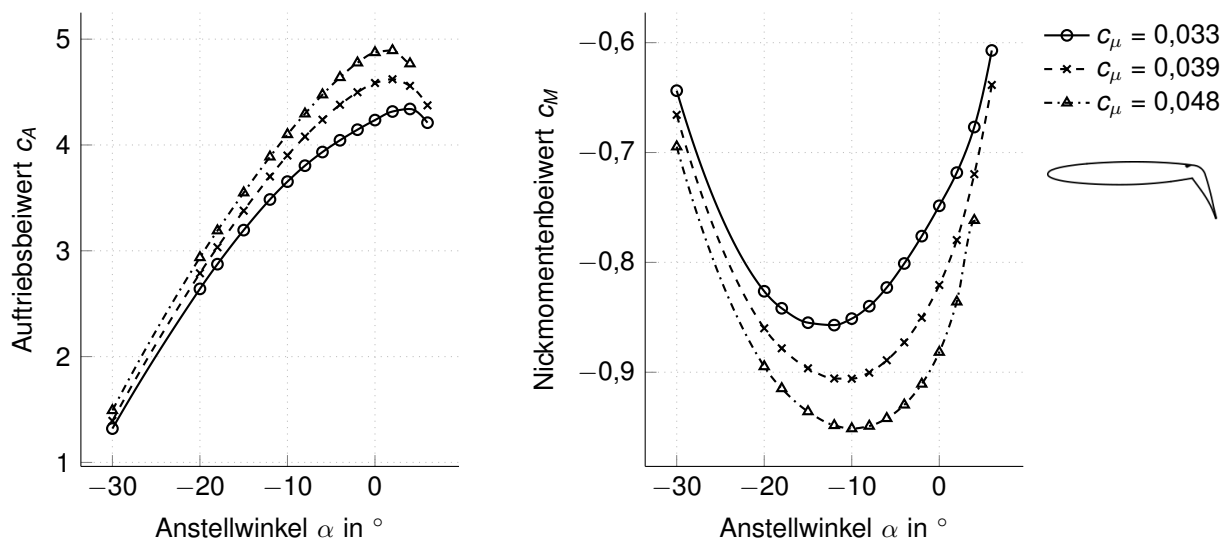 5
4
3
2
1
−30
−20
−10
0
Auftriebsbeiwert c_A
Anstellwinkel α in °
−0,6
−0,7
−0,8
−0,9
−30
−20
−10
0
Nickmomentenbeiwert c_M
Anstellwinkel α in °
c_μ = 0,033
c_μ = 0,039
c_μ = 0,048